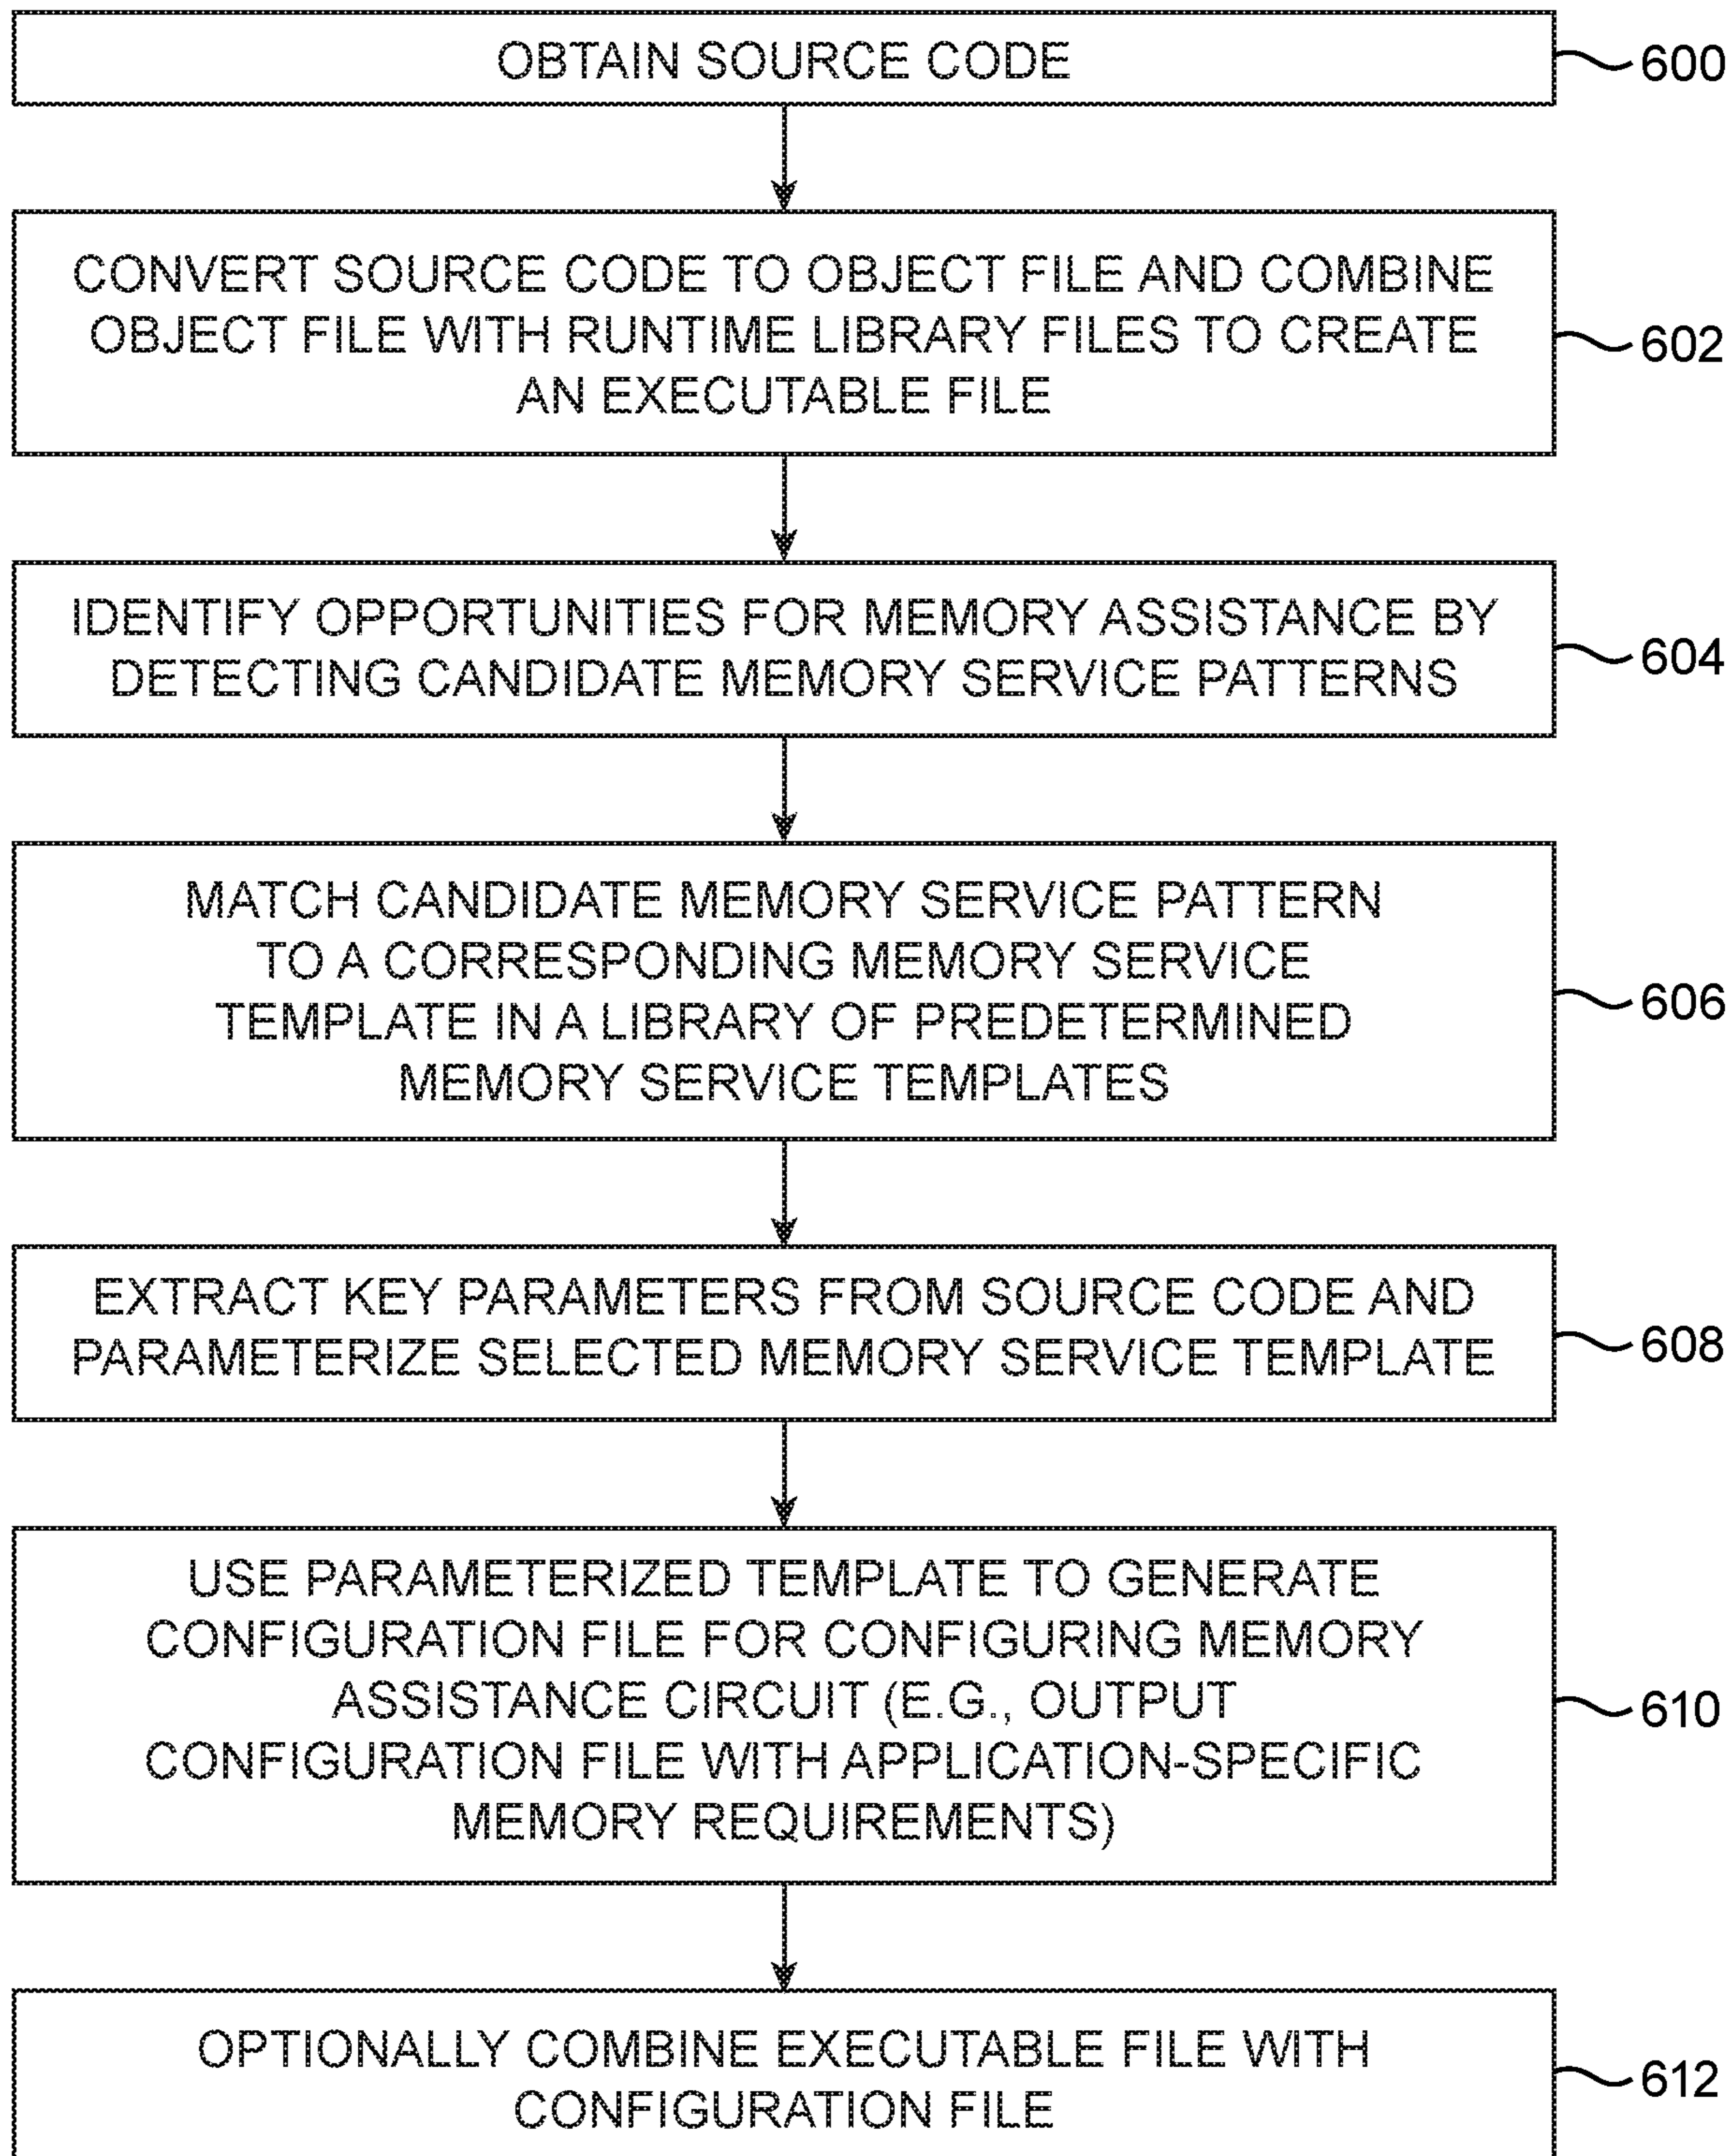 OBTAIN SOURCE CODE
600
CONVERT SOURCE CODE TO OBJECT FILE AND COMBINE
OBJECT FILE WITH RUNTIME LIBRARY FILES TO CREATE
AN EXECUTABLE FILE
602
IDENTIFY OPPORTUNITIES FOR MEMORY ASSISTANCE BY
DETECTING CANDIDATE MEMORY SERVICE PATTERNS
604
MATCH CANDIDATE MEMORY SERVICE PATTERN
TO A CORRESPONDING MEMORY SERVICE
TEMPLATE IN A LIBRARY OF PREDETERMINED
MEMORY SERVICE TEMPLATES
606
EXTRACT KEY PARAMETERS FROM SOURCE CODE AND
PARAMETERIZE SELECTED MEMORY SERVICE TEMPLATE
608
USE PARAMETERIZED TEMPLATE TO GENERATE
CONFIGURATION FILE FOR CONFIGURING MEMORY
ASSISTANCE CIRCUIT (E.G., OUTPUT
CONFIGURATION FILE WITH APPLICATION-SPECIFIC
MEMORY REQUIREMENTS)
610
OPTIONALLY COMBINE EXECUTABLE FILE WITH
CONFIGURATION FILE
612